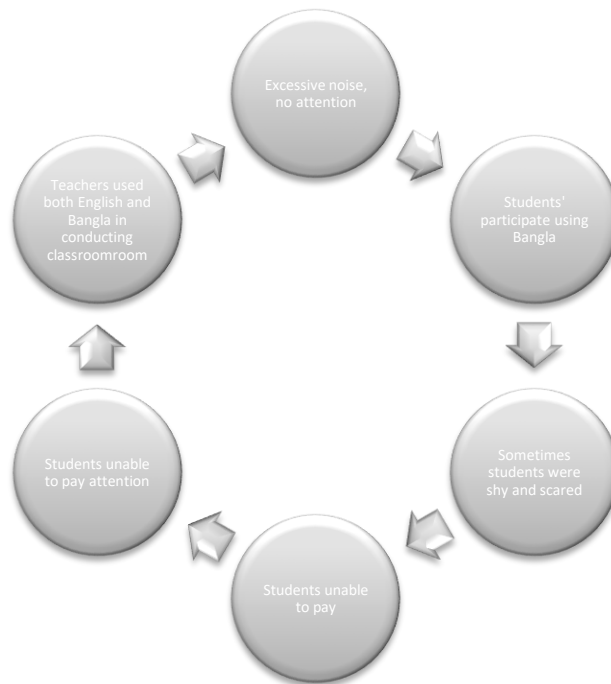 Excessive noise,
no attention
Students'
participate using
Bangla
Sometimes
students were
shy and scared
Students unable
to pay
Students unable
to pay attention
Teachers used
both English and
Bangla in
conducting
classroomroom